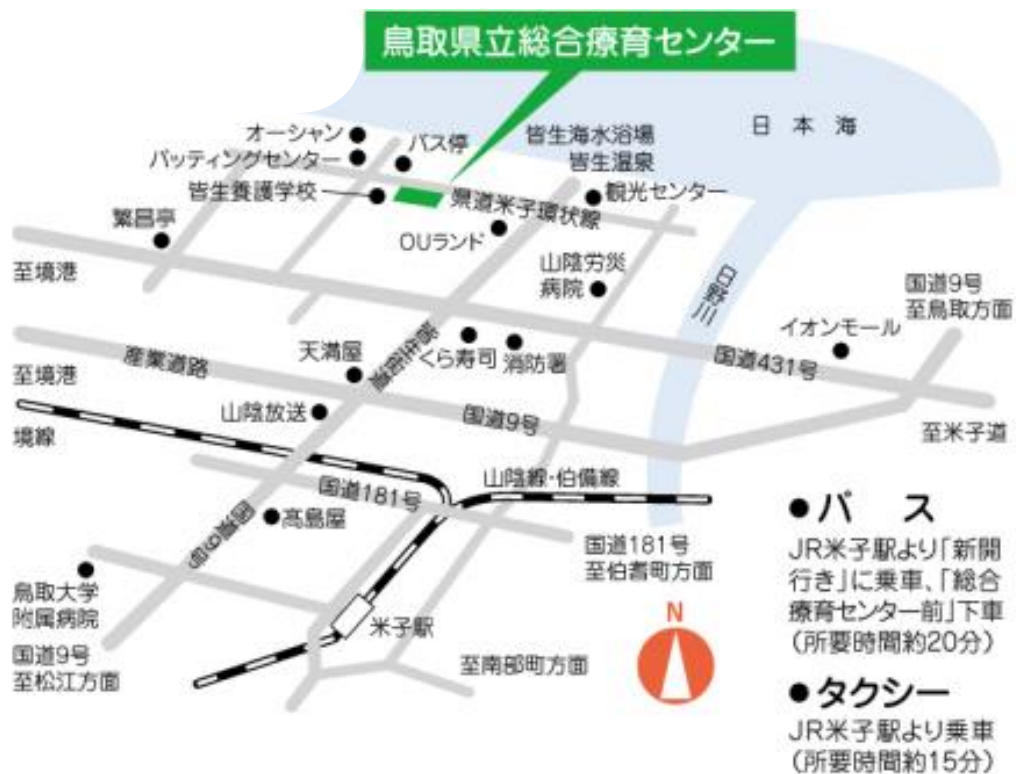 鳥取県立総合療育センター
日本海
オーシャン
バッティングセンター
バス停
皆生海水浴場
皆生温泉
皆生養護学校
県道米子環状線
観光センター
繁昌亭
OUランド
至境港
山陰労災
病院
日野川
国道9号
至鳥取方面
イオンモール
天満屋
皆生街道
くら寿司
消防署
国道431号
産業道路
至境港
山陰放送
国道9号
至米子道
境線
国道181号
山陰線・伯備線
髙島屋
国道9号
国道181号
至伯耆町方面
鳥取大学
附属病院
米子駅
国道9号
至松江方面
至南部町方面
N
●バス
JR米子駅より「新開
行き」に乗車、「総合
療育センター前」下車
(所要時間約20分)
●タクシー
JR米子駅より乗車
(所要時間約15分)